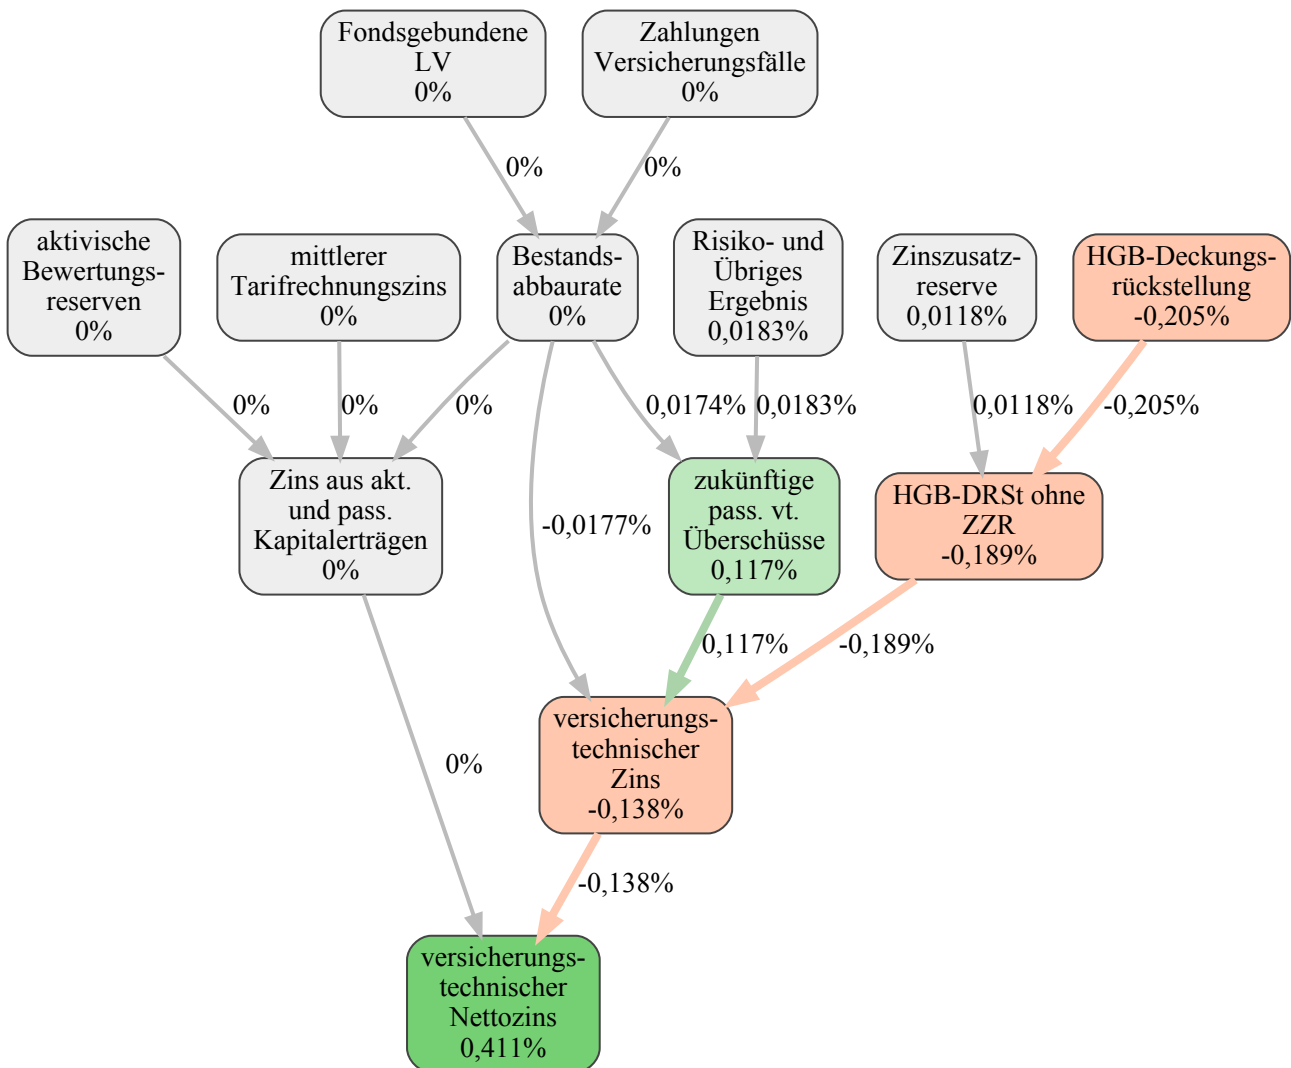 Fondsgebundene
LV
0%
Zahlungen
Versicherungsfälle
0%
0%
0%
aktivische
Bewertungs-
reserven
0%
mittlerer
Tarifrechnungszins
0%
Bestands-
abbaurate
0%
Risiko- und
Übriges
Ergebnis
0,0183%
Zinszusatz-
reserve
0,0118%
HGB-Deckungs-
rückstellung
-0,205%
0%
0%
0%
0,0174%
0,0183%
0,0118%
-0,205%
Zins aus akt.
und pass.
Kapitalerträgen
0%
-0,0177%
zukünftige
pass. vt.
Überschüsse
0,117%
HGB-DRSt ohne
ZZR
-0,189%
0,117%
-0,189%
versicherungs-
technischer
Zins
-0,138%
0%
-0,138%
versicherungs-
technischer
Nettozins
0,411%